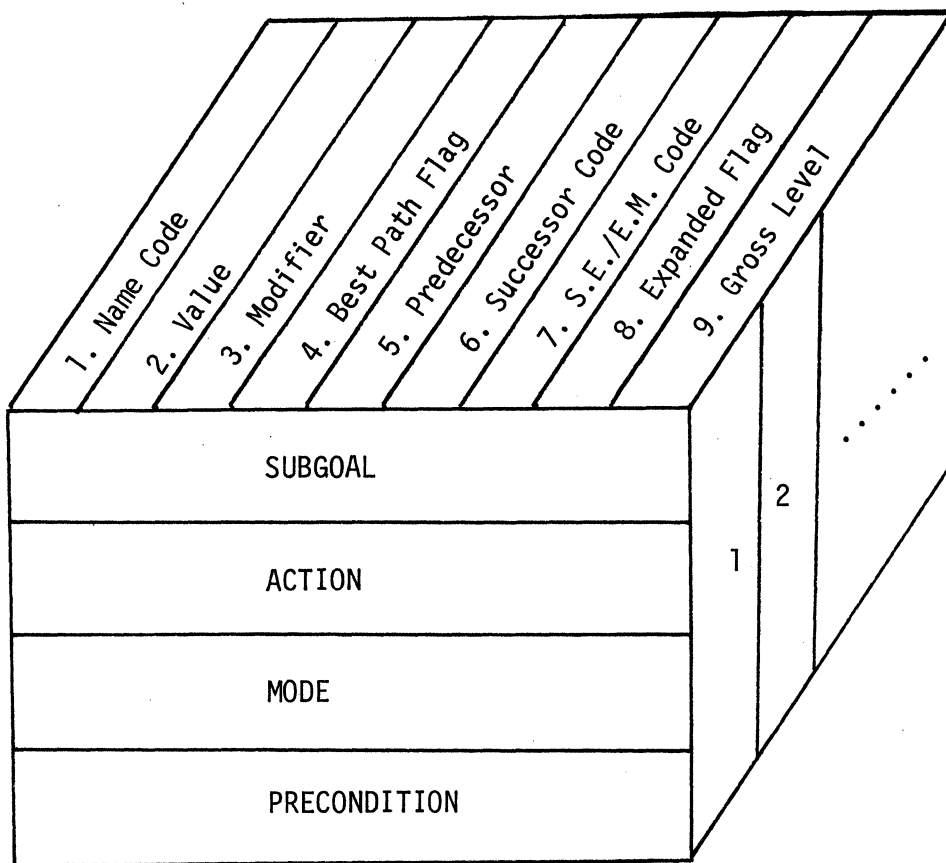 1. Name Code
2. Value
3. Modifier
4. Best Path Flag
5. Predecessor
6. Successor Code
7. S.E./E.M. Code
8. Expanded Flag
9. Gross Level
SUBGOAL
ACTION
MODE
PRECONDITION
1
2
......